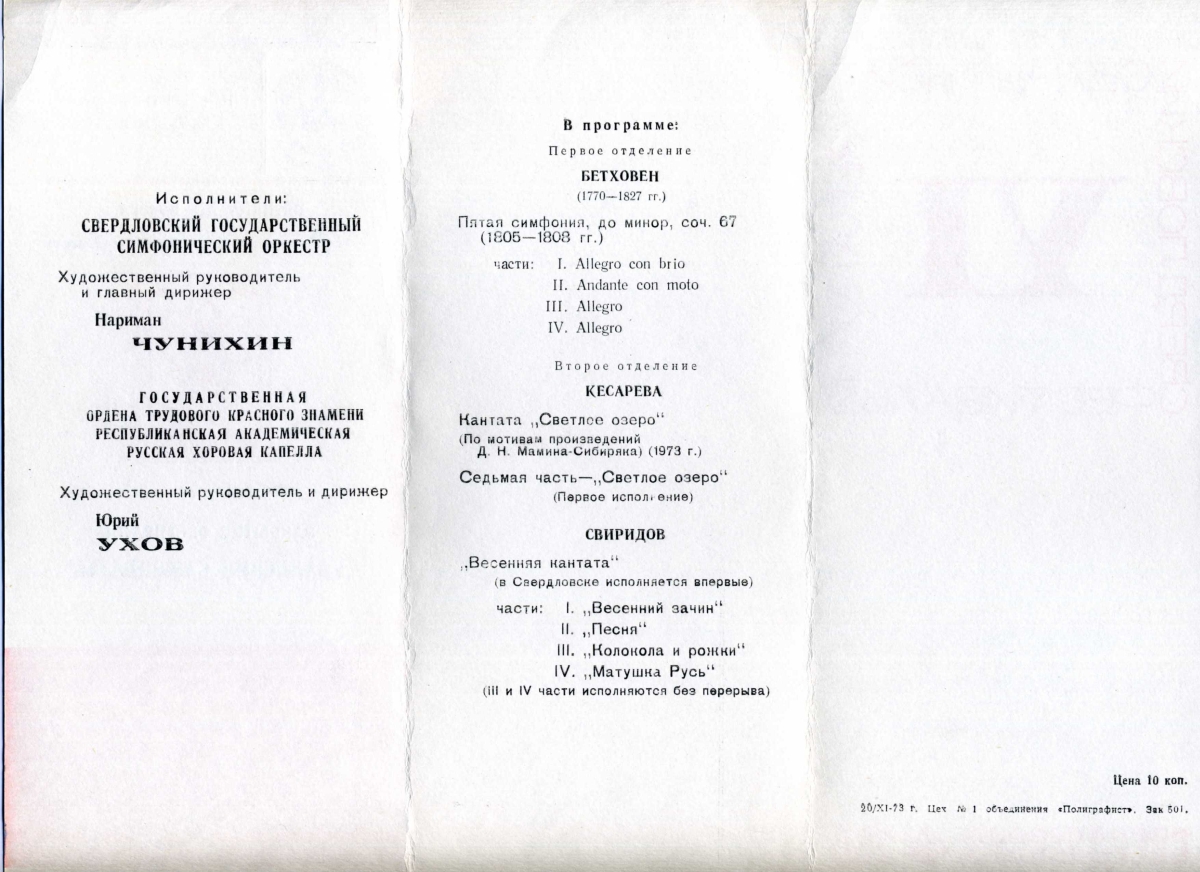 Исполнители:
СВЕРДЛОВСКИЙ ГОСУДАРСТВЕННЫЙ
СИМФОНИЧЕСКИЙ ОРКЕСТР
Художественный руководитель
и главный дирижер
Нариман
ЧУНИХИН
ГОСУДАРСТВЕННАЯ
ОРДЕНА ТРУДОВОГО КРАСНОГО ЗНАМЕНИ
РЕСПУБЛИКАНСКАЯ АКАДЕМИЧЕСКАЯ
РУССКАЯ ХОРОВАЯ КАПЕЛЛА
Художественный руководитель и дирижер
Юрий
УХОВ
В программе:
Первое отделение
БЕТХОВЕН
(1770—1827 гг.)
Пятая симфония, до минор, соч. 67
(1805—1808 гг.)
части: I. Allegro con brio
II. Andante con moto
III. Allegro
IV. Allegro
Второе отделение
КЕСАРЕВА
Кантата „Светлое озеро“
(По мотивам произведений
Д. Н. Мамина-Сибиряка) (1973 г.)
Седьмая часть—„Светлое озеро“
(Первое исполнение)
СВИРИДОВ
„Весенняя кантата“
(в Свердловске исполняется впервые)
части: I. „Весенний зачин“
II. „Песня“
III. „Колокола и рожки“
IV. „Матушка Русь“
(III и IV части исполняются без перерыва)
Цена 10 коп.
20/XI-73 г. Цех № 1 объединения «Полиграфист». Зак 501.